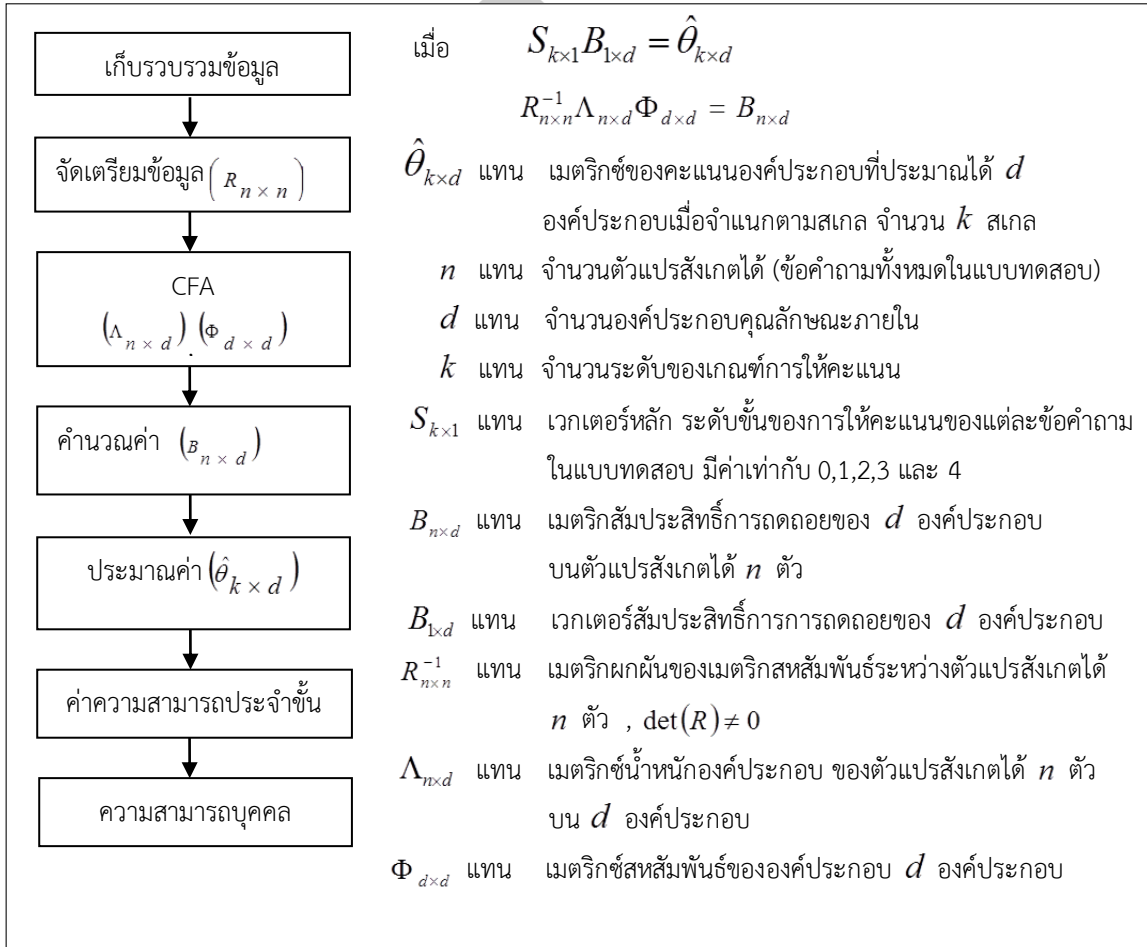 เก็บรวบรวมข้อมูล
จัดเตรียมข้อมูล (R n × n)
CFA
(Λ n × d) (Φ d × d)
.
คำนวณค่า (B n × d)
ประมาณค่า (θ̂ k × d)
ค่าความสามารถประจำขั้น
ความสามารถบุคคล
เมื่อ S k×1 B 1×d = θ̂ k×d
R⁻¹ n×n Λ n×d Φ d×d = B n×d
θ̂ k×d แทน เมตริกซ์ของคะแนนองค์ประกอบที่ประมาณได้ d
องค์ประกอบเมื่อจำแนกตามสเกล จำนวน k สเกล
n แทน จำนวนตัวแปรสังเกตได้ (ข้อคำถามทั้งหมดในแบบทดสอบ)
d แทน จำนวนองค์ประกอบคุณลักษณะภายใน
k แทน จำนวนระดับของเกณฑ์การให้คะแนน
S k×1 แทน เวกเตอร์หลัก ระดับขั้นของการให้คะแนนของแต่ละข้อคำถาม
ในแบบทดสอบ มีค่าเท่ากับ 0,1,2,3 และ 4
B n×d แทน เมตริกสัมประสิทธิ์การถดถอยของ d องค์ประกอบ
บนตัวแปรสังเกตได้ n ตัว
B 1×d แทน เวกเตอร์สัมประสิทธิ์การการถดถอยของ d องค์ประกอบ
R⁻¹ n×n แทน เมตริกผกผันของเมตริกสหสัมพันธ์ระหว่างตัวแปรสังเกตได้
n ตัว , det(R) ≠ 0
Λ n×d แทน เมตริกซ์น้ำหนักองค์ประกอบ ของตัวแปรสังเกตได้ n ตัว
บน d องค์ประกอบ
Φ d×d แทน เมตริกซ์สหสัมพันธ์ขององค์ประกอบ d องค์ประกอบ